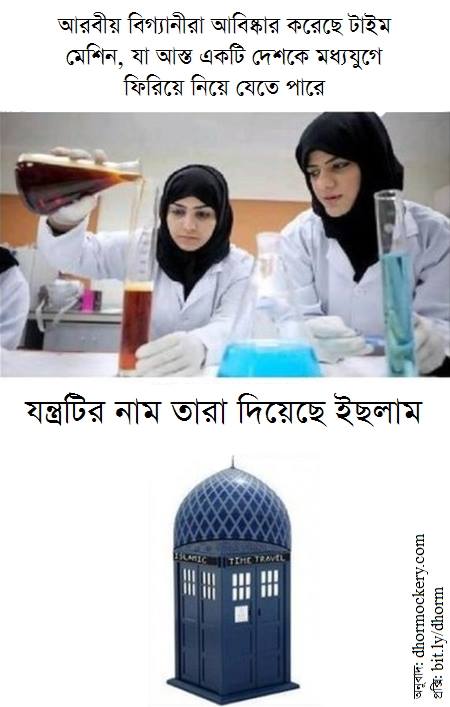 আরবীয় বিগ্যানীরা আবিষ্কার করেছে টাইম
মেশিন, যা আস্ত একটি দেশকে মধ্যযুগে
ফিরিয়ে নিয়ে যেতে পারে
যন্ত্রটির নাম তারা দিয়েছে ইছলাম
ISLAMIC TIME TRAVEL
অনুবাদ: dhormockery.com
প্রক্সি: bit.ly/dhorm